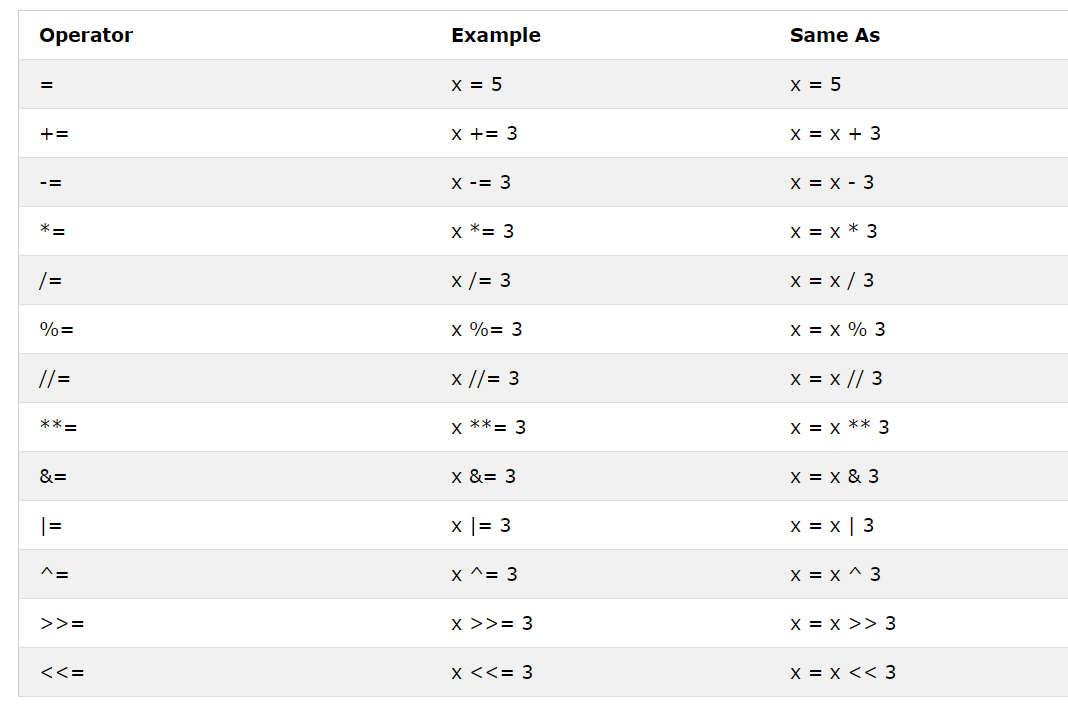 Operator Example Same As
= x = 5 x = 5
+= x += 3 x = x + 3
-= x -= 3 x = x - 3
*= x *= 3 x = x * 3
/= x /= 3 x = x / 3
%= x %= 3 x = x % 3
//= x //= 3 x = x // 3
**= x **= 3 x = x ** 3
&= x &= 3 x = x & 3
|= x |= 3 x = x | 3
^= x ^= 3 x = x ^ 3
>>= x >>= 3 x = x >> 3
<<= x <<= 3 x = x << 3